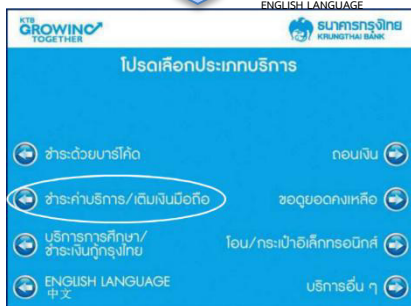 ENGLISH LANGUAGE
KTB
GROWING
TOGETHER
ธนาคารกรุงไทย
KRUNGTHAI BANK
โปรดเลือกประเภทบริการ
ชำระด้วยบาร์โค้ด
ถอนเงิน
ชำระค่าบริการ/เติมเงินมือถือ
ขอดูยอดคงเหลือ
บริการการศึกษา/
ชำระเงินกู้กรุงไทย
โอน/กระเป๋าอิเล็กทรอนิกส์
ENGLISH LANGUAGE
中文
บริการอื่น ๆ